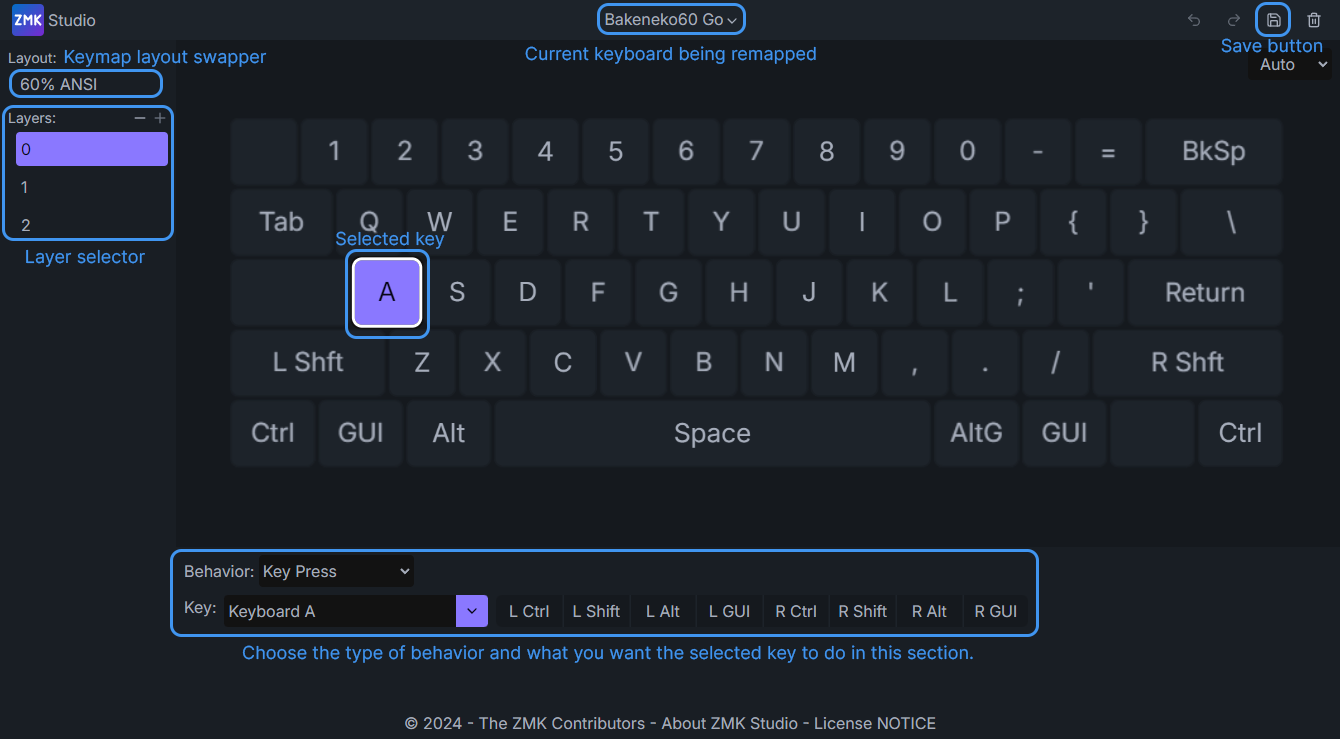 ZMK Studio
Bakeneko60 Go
Save button
Layout: Keymap layout swapper
Current keyboard being remapped
Auto
60% ANSI
Layers:
0
1
2
Layer selector
1 2 3 4 5 6 7 8 9 0 - = BkSp
Tab Q W E R T Y U I O P { } \
Selected key
A S D F G H J K L ; ' Return
L Shft Z X C V B N M , . / R Shft
Ctrl GUI Alt Space AltG GUI Ctrl
Behavior: Key Press
Key: Keyboard A L Ctrl L Shift L Alt L GUI R Ctrl R Shift R Alt R GUI
Choose the type of behavior and what you want the selected key to do in this section.
© 2024 - The ZMK Contributors - About ZMK Studio - License NOTICE